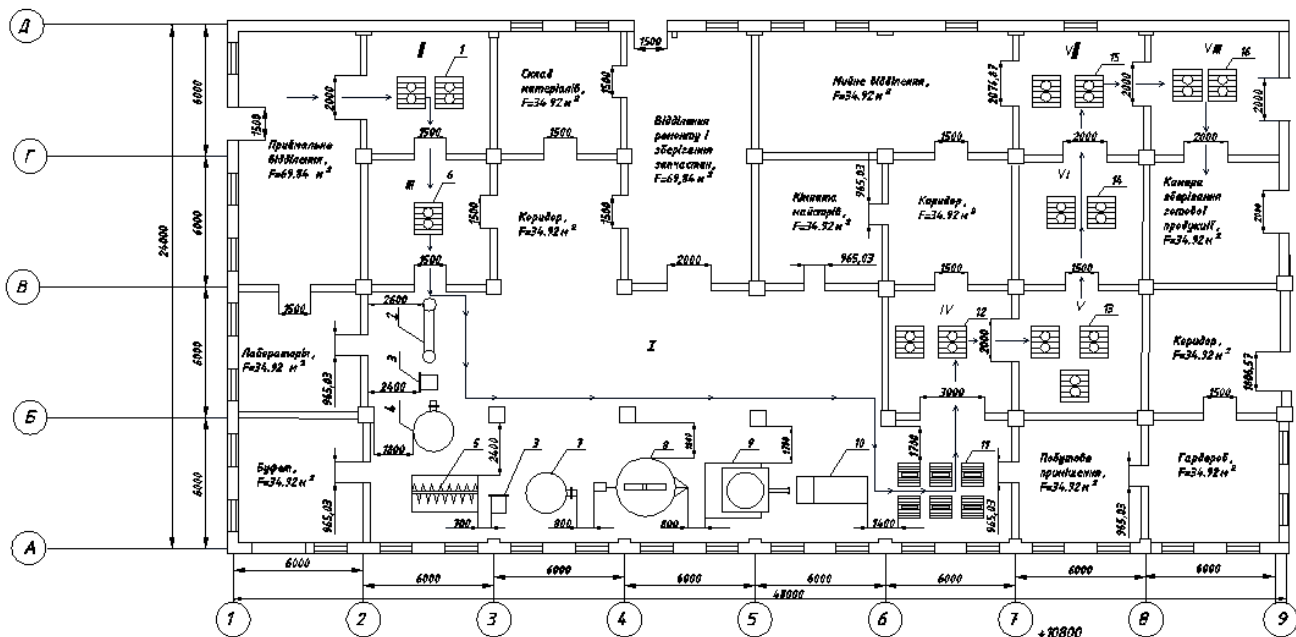 Д
Г
В
Б
А
24000
6000
6000
6000
6000
1500
Приймальне
відділення,
F=69.84 м²
2000
II
1
1500
III
6
1500
1500
Склад
матеріалів,
F=34.92 м²
1500
1500
Коридор,
F=34.92 м²
1500
1500
Відділення
ремонту і
зберігання
запчастин,
F=69,84 м²
2000
Мийне відділення,
F=34.92 м²
2074,87
1500
965,03
Кімната
майстрів,
F=34.92 м²
965,03
Коридор,
F=34.92 м²
1500
VII
15
2000
2000
VI
14
1500
VIII
16
2000
2000
Камера
зберігання
готової
продукції,
F=34.92 м²
1500
Лабораторія,
F=34.92 м²
965,03
2600
2
3
2400
4
1800
I
IV
12
2000
3000
V
13
Коридор,
F=34.92 м²
1806,57
1500
Буфет,
F=34.92 м²
965,03
5
2400
700
3
7
800
8
800
9
10
1400
1750
11
965,03
Побутове
приміщення,
F=34.92 м²
965,03
Гардероб,
F=34.92 м²
6000
6000
6000
6000
6000
6000
6000
6000
48000
1
2
3
4
5
6
7
8
9
+10800